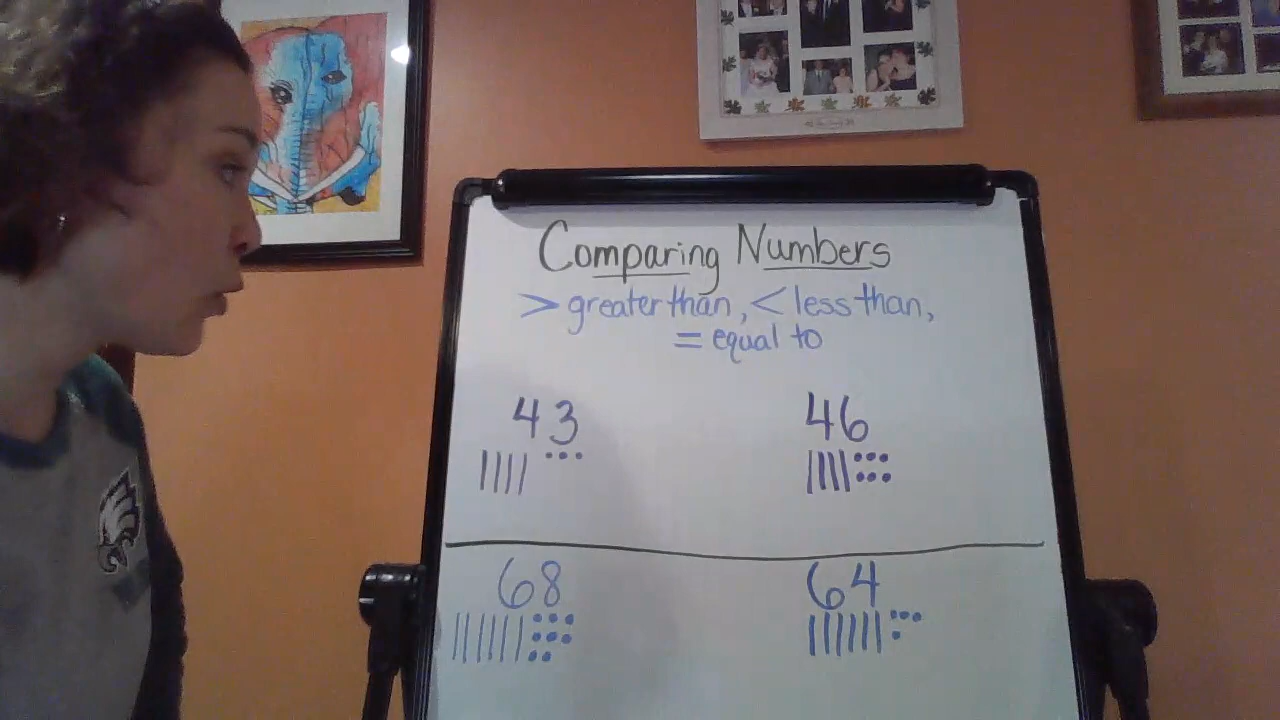 Comparing Numbers
> greater than, < less than,
= equal to
43 46
68 64